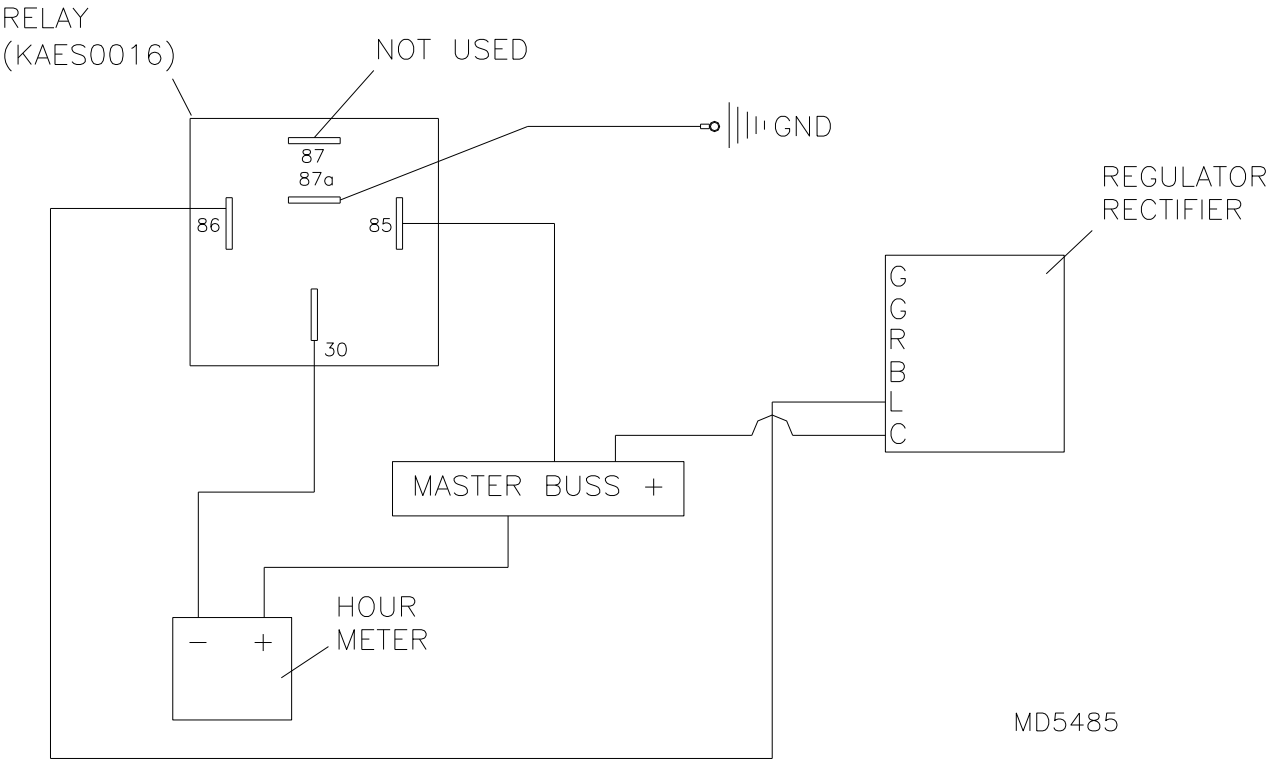 RELAY
(KAES0016)
NOT USED
GND
87
87a
86
85
30
REGULATOR
RECTIFIER
G
G
R
B
L
C
MASTER BUSS +
HOUR
METER
- +
MD5485